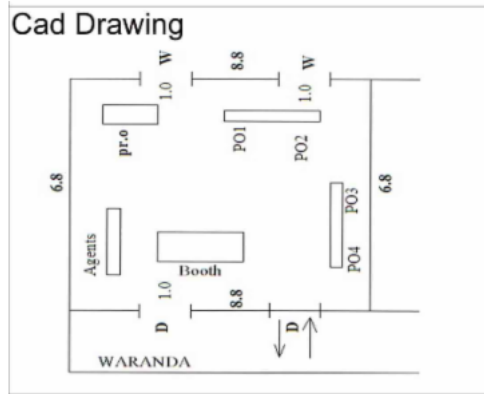 Cad Drawing
W
8.8
W
1.0
1.0
pr.o
PO1
PO2
6.8
6.8
PO3
PO4
Agents
Booth
1.0
8.8
D
D
WARANDA